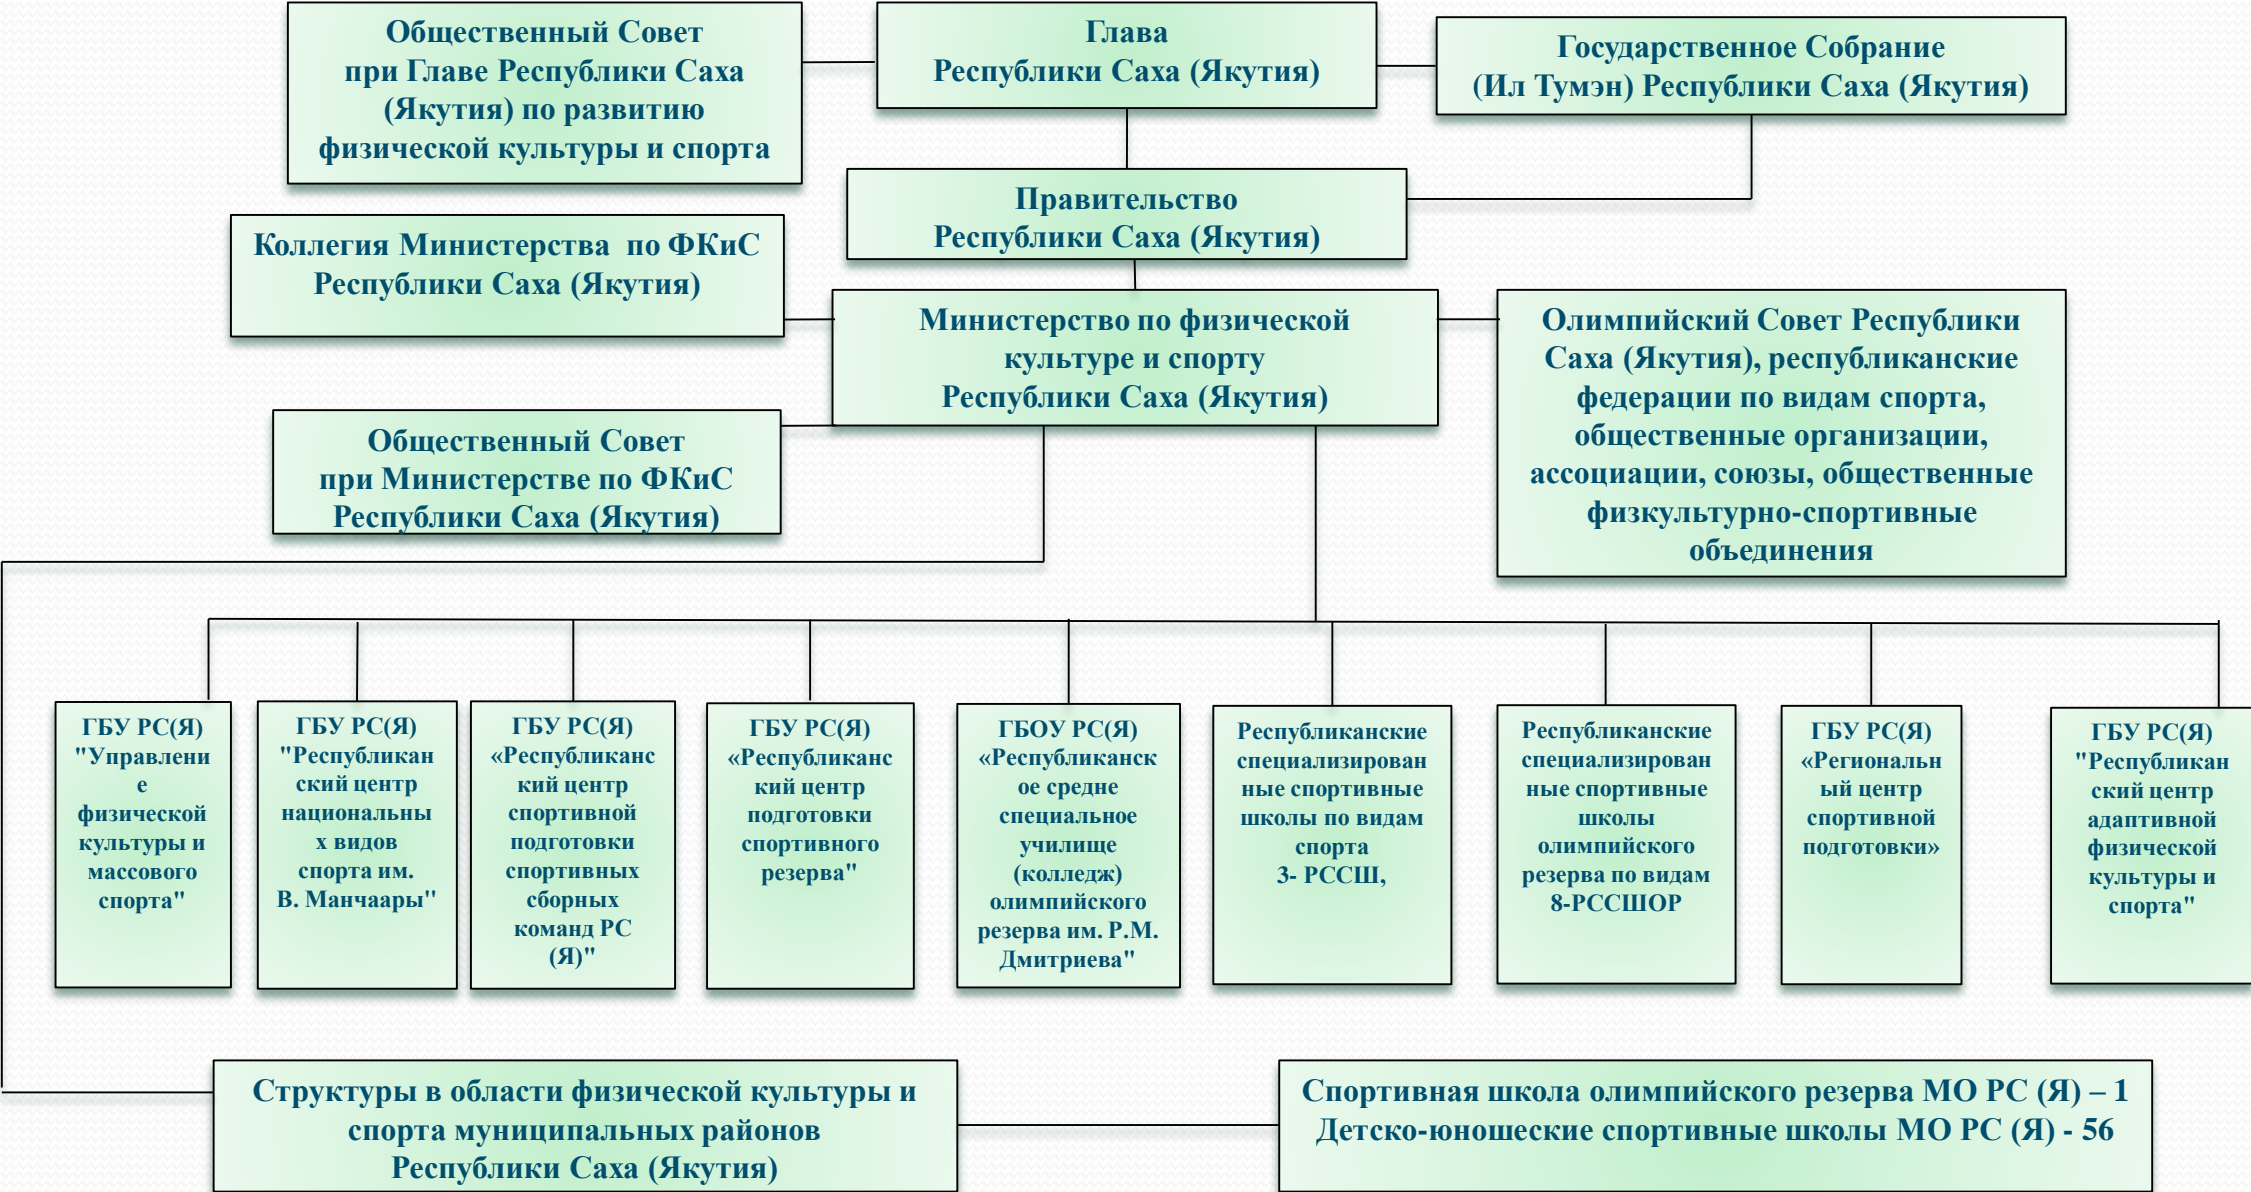 Общественный Совет
при Главе Республики Саха
(Якутия) по развитию
физической культуры и спорта
Глава
Республики Саха (Якутия)
Государственное Собрание
(Ил Тумэн) Республики Саха (Якутия)
Правительство
Республики Саха (Якутия)
Коллегия Министерства по ФКиС
Республики Саха (Якутия)
Министерство по физической
культуре и спорту
Республики Саха (Якутия)
Олимпийский Совет Республики
Саха (Якутия), республиканские
федерации по видам спорта,
общественные организации,
ассоциации, союзы, общественные
физкультурно-спортивные
объединения
Общественный Совет
при Министерстве по ФКиС
Республики Саха (Якутия)
ГБУ РС(Я)
"Управлени
е
физической
культуры и
массового
спорта"
ГБУ РС(Я)
"Республикан
ский центр
национальны
х видов
спорта им.
В. Манчаары"
ГБУ РС(Я)
«Республиканс
кий центр
спортивной
подготовки
спортивных
сборных
команд РС
(Я)"
ГБУ РС(Я)
«Республиканс
кий центр
подготовки
спортивного
резерва"
ГБОУ РС(Я)
«Республиканск
ое средне
специальное
училище
(колледж)
олимпийского
резерва им. Р.М.
Дмитриева"
Республиканские
специализирован
ные спортивные
школы по видам
спорта
3- РССШ,
Республиканские
специализирован
ные спортивные
школы
олимпийского
резерва по видам
8-РССШОР
ГБУ РС(Я)
«Региональн
ый центр
спортивной
подготовки»
ГБУ РС(Я)
"Республикан
ский центр
адаптивной
физической
культуры и
спорта"
Структуры в области физической культуры и
спорта муниципальных районов
Республики Саха (Якутия)
Спортивная школа олимпийского резерва МО РС (Я) – 1
Детско-юношеские спортивные школы МО РС (Я) - 56